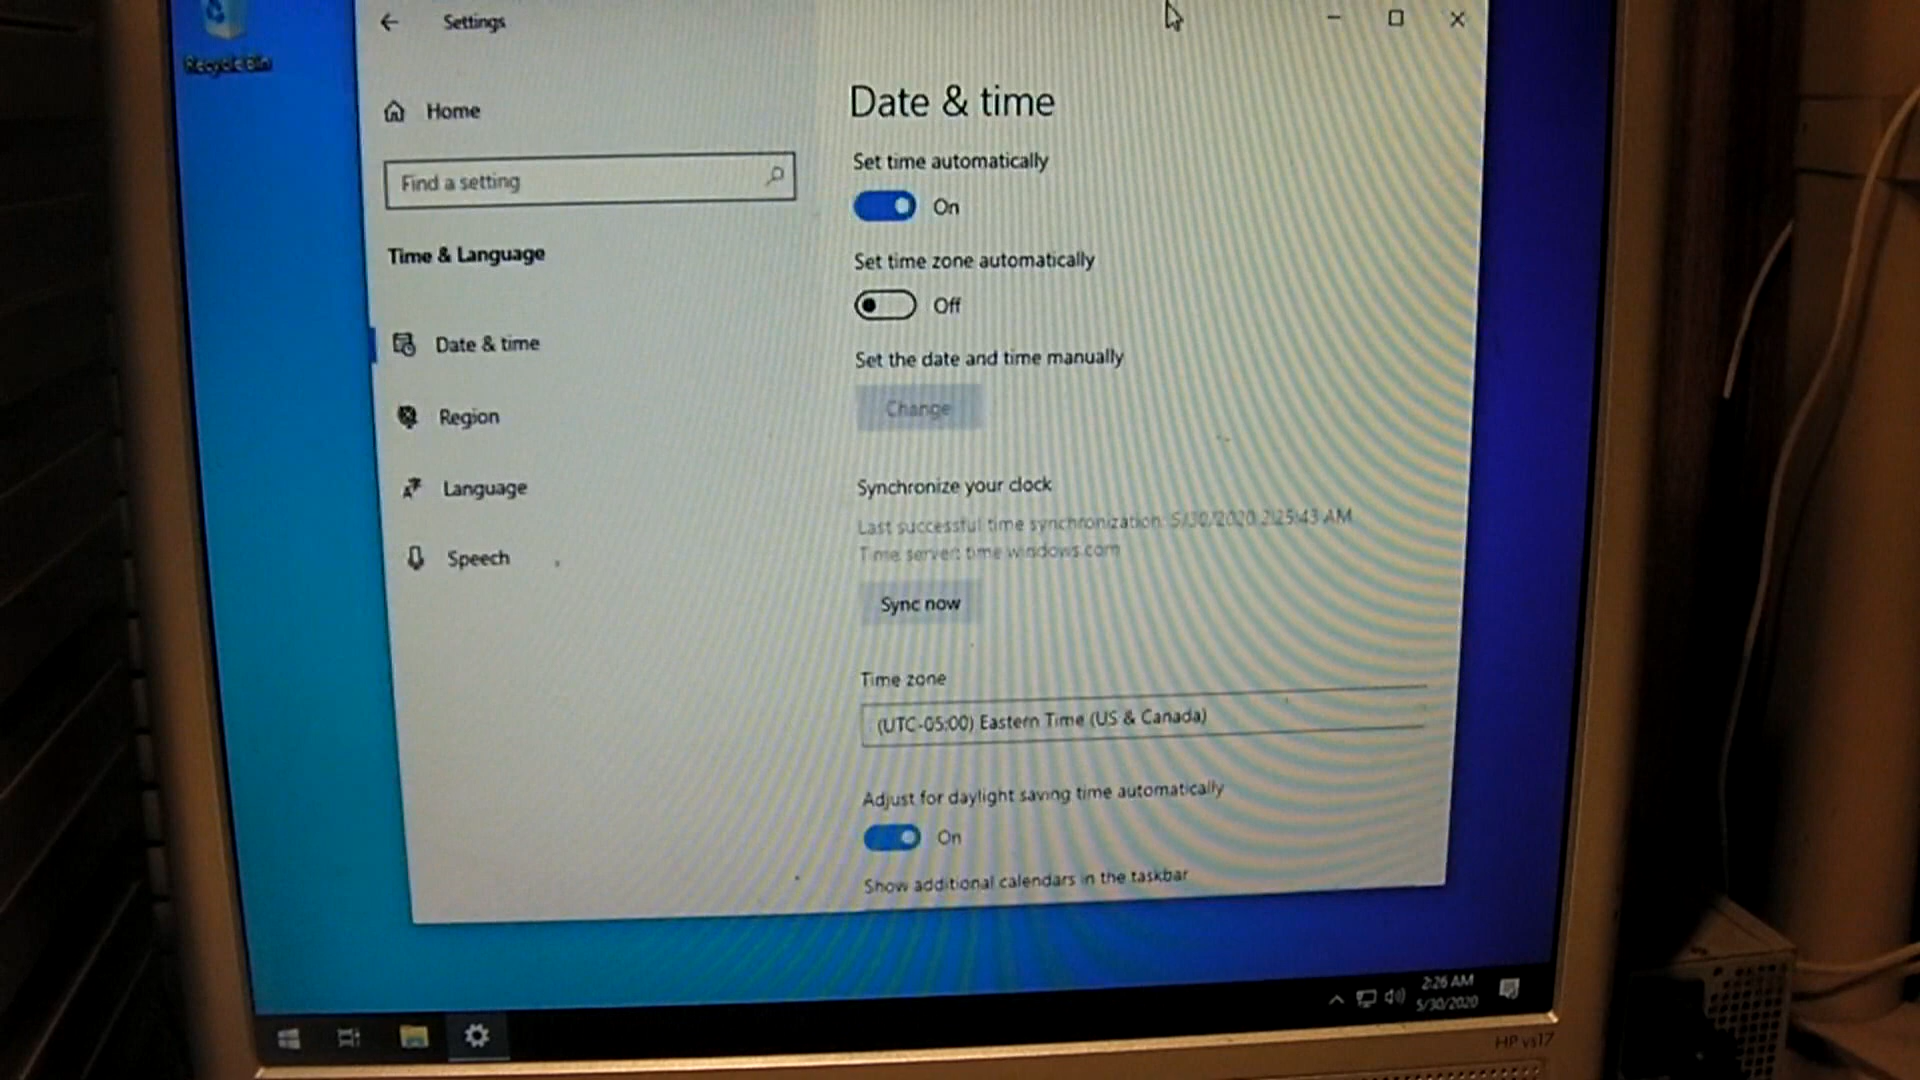 Recycle Bin
Settings
Home
Find a setting
Time & Language
Date & time
Region
Language
Speech
Date & time
Set time automatically
On
Set time zone automatically
Off
Set the date and time manually
Change
Synchronize your clock
Last successful time synchronization: 5/30/2020 2:25:43 AM
Time server: time.windows.com
Sync now
Time zone
(UTC-05:00) Eastern Time (US & Canada)
Adjust for daylight saving time automatically
On
Show additional calendars in the taskbar
2:26 AM
5/30/2020
HP vs17